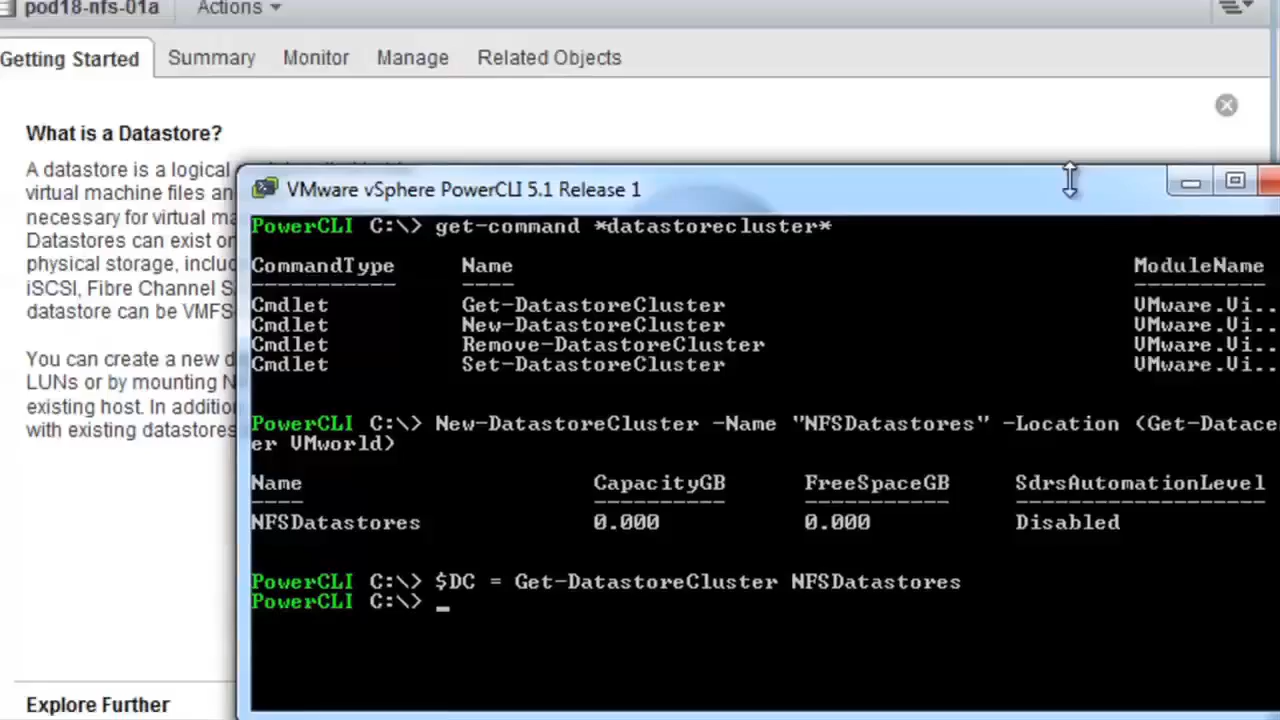 pod18-nfs-01a
Actions
Getting Started
Summary
Monitor
Manage
Related Objects
What is a Datastore?
A datastore is a logical
virtual machine files an
necessary for virtual ma
Datastores can exist o
physical storage, includ
iSCSI, Fibre Channel S
datastore can be VMFS
You can create a new d
LUNs or by mounting N
existing host. In addition
with existing datastores
Explore Further
VMware vSphere PowerCLI 5.1 Release 1
PowerCLI C:\> get-command *datastorecluster*
CommandType Name ModuleName
----------- ---- ----------
Cmdlet Get-DatastoreCluster VMware.Vi...
Cmdlet New-DatastoreCluster VMware.Vi...
Cmdlet Remove-DatastoreCluster VMware.Vi...
Cmdlet Set-DatastoreCluster VMware.Vi...
PowerCLI C:\> New-DatastoreCluster -Name "NFSDatastores" -Location (Get-Datace
er VMworld)
Name CapacityGB FreeSpaceGB SdrsAutomationLevel
---- ---------- ----------- -------------------
NFSDatastores 0.000 0.000 Disabled
PowerCLI C:\> $DC = Get-DatastoreCluster NFSDatastores
PowerCLI C:\> _